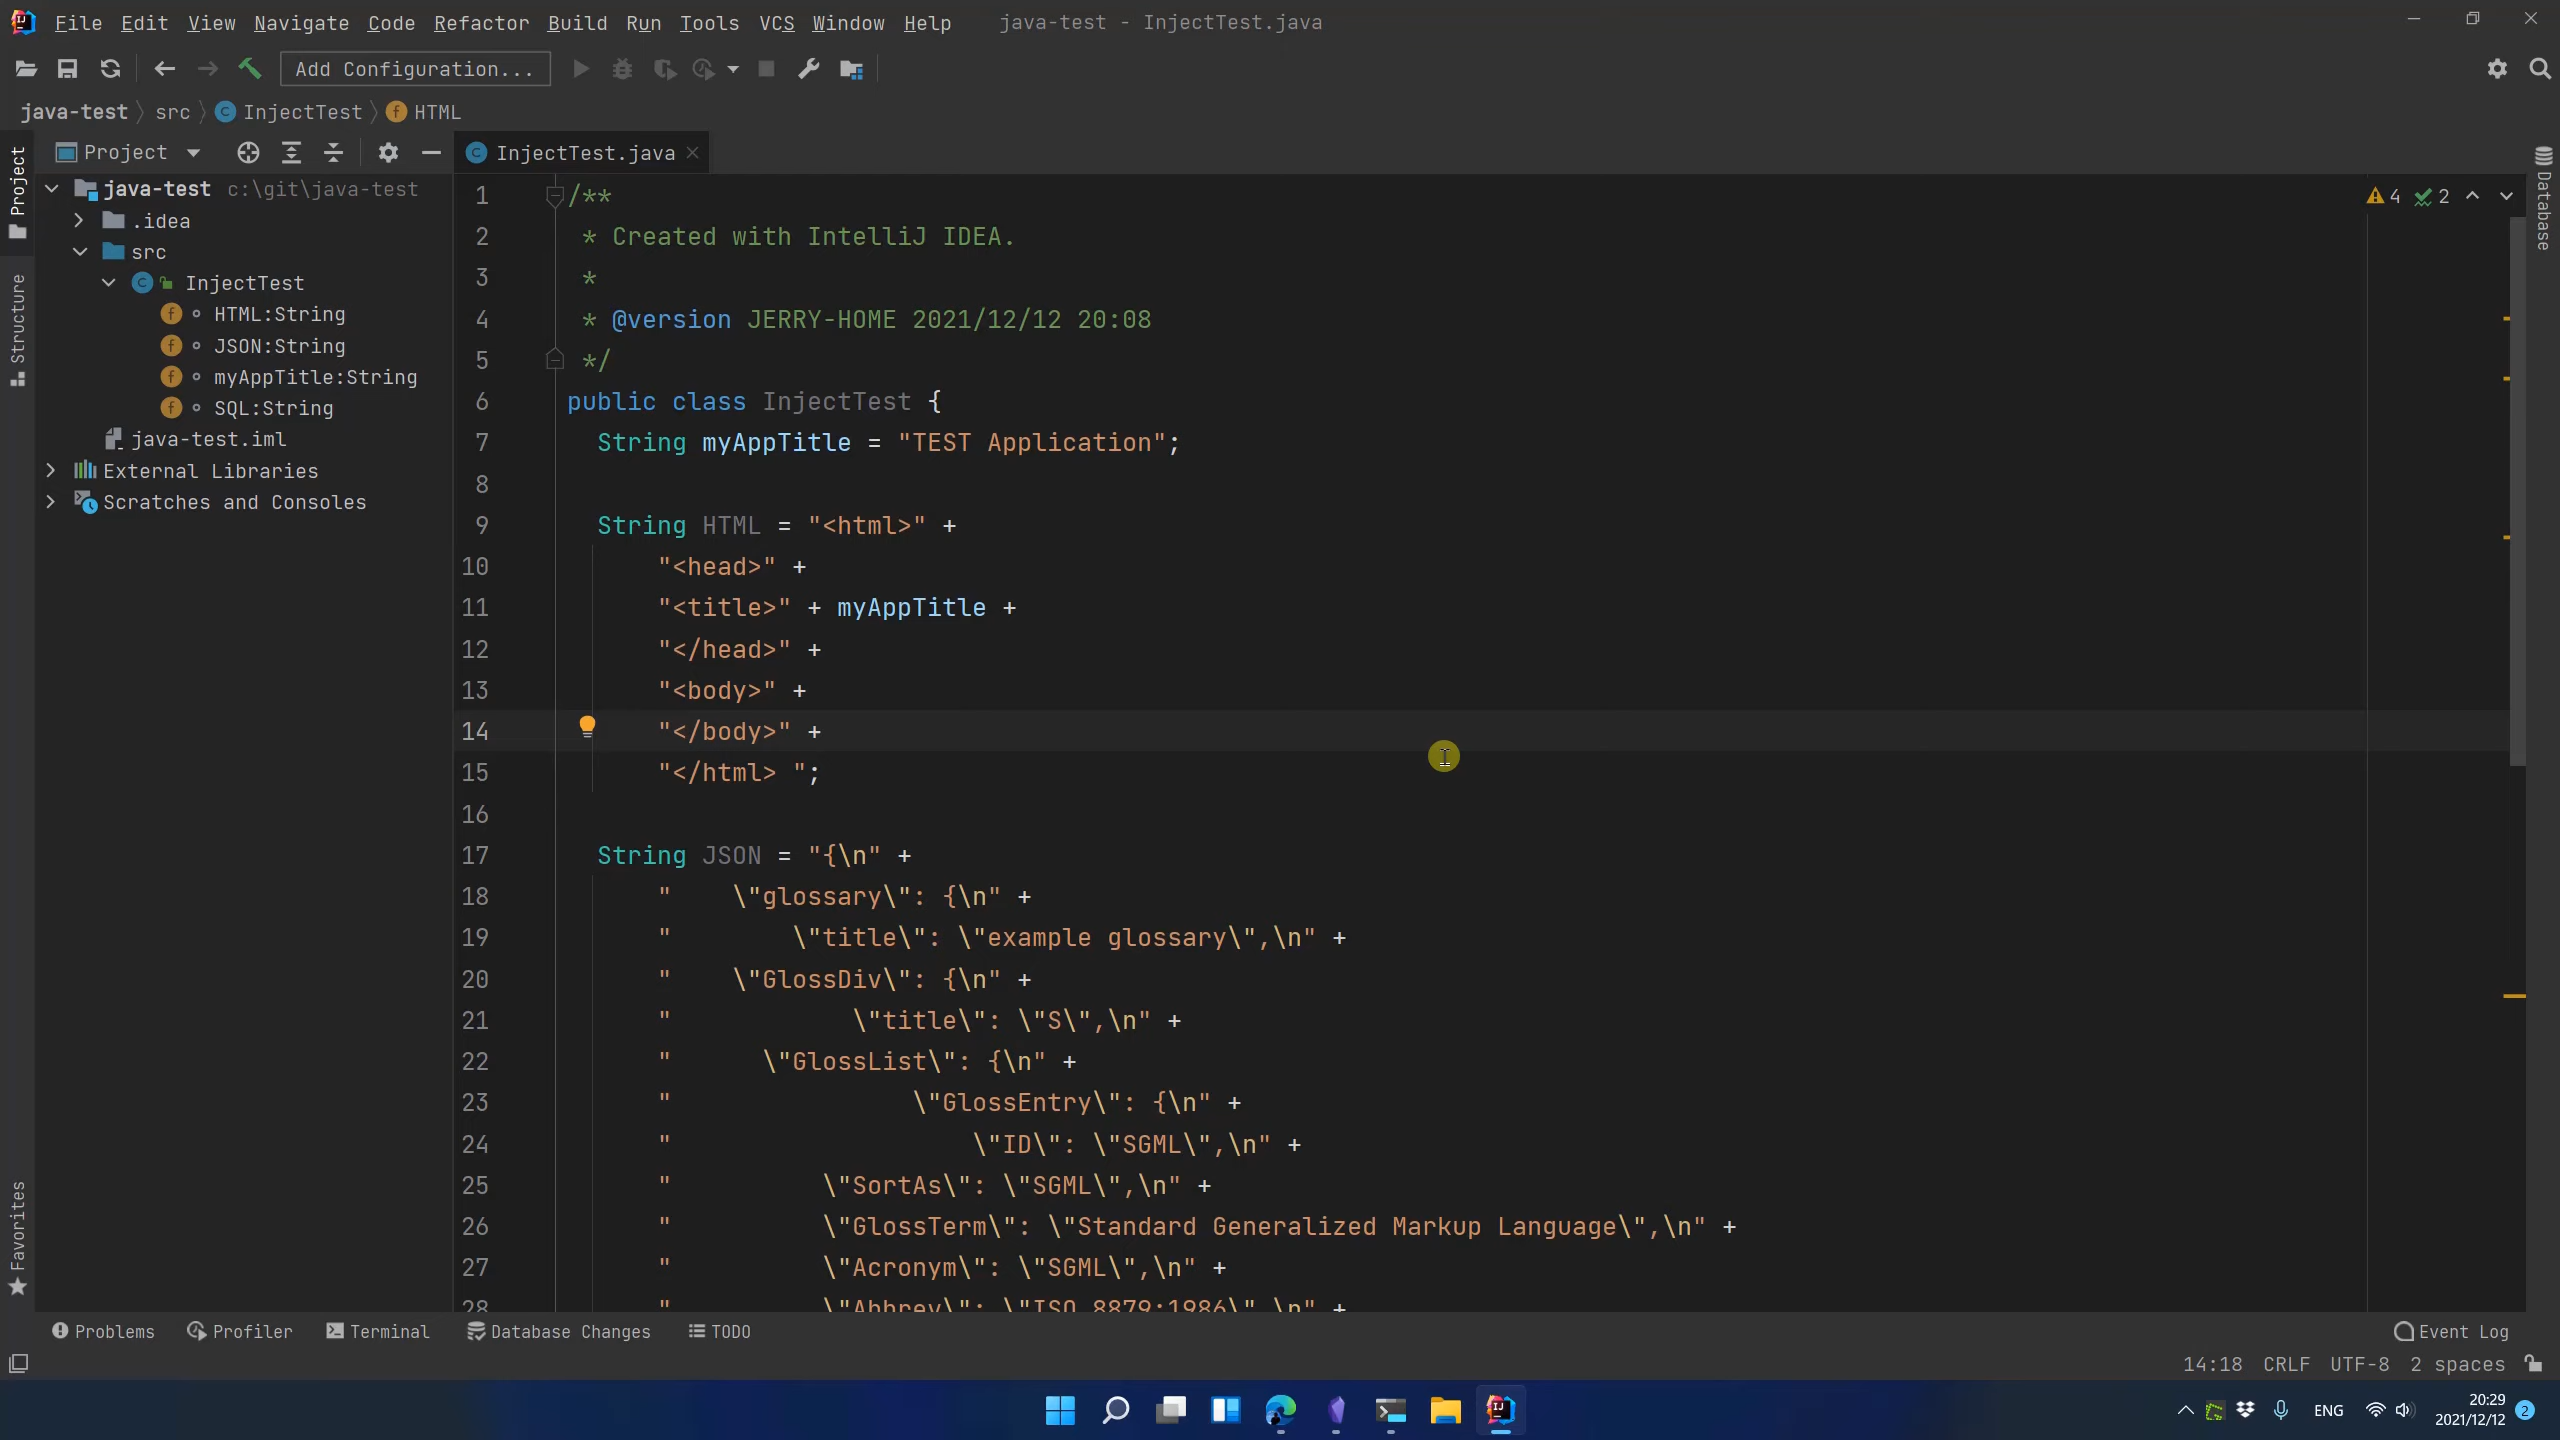 File Edit View Navigate Code Refactor Build Run Tools VCS Window Help java-test - InjectTest.java
Add Configuration...
java-test src InjectTest HTML
Project
InjectTest.java
Project
Structure
Favorites
java-test c:\git\java-test
.idea
src
InjectTest
HTML:String
JSON:String
myAppTitle:String
SQL:String
java-test.iml
External Libraries
Scratches and Consoles
4 2
Database
1 /**
2 * Created with IntelliJ IDEA.
3 *
4 * @version JERRY-HOME 2021/12/12 20:08
5 */
6 public class InjectTest {
7 String myAppTitle = "TEST Application";
8
9 String HTML = "<html>" +
10 "<head>" +
11 "<title>" + myAppTitle +
12 "</head>" +
13 "<body>" +
14 "</body>" +
15 "</html> ";
16
17 String JSON = "{\n" +
18 "    \"glossary\": {\n" +
19 "        \"title\": \"example glossary\",\n" +
20 "    \"GlossDiv\": {\n" +
21 "            \"title\": \"S\",\n" +
22 "      \"GlossList\": {\n" +
23 "                \"GlossEntry\": {\n" +
24 "                    \"ID\": \"SGML\",\n" +
25 "          \"SortAs\": \"SGML\",\n" +
26 "          \"GlossTerm\": \"Standard Generalized Markup Language\",\n" +
27 "          \"Acronym\": \"SGML\",\n" +
28 "          \"Abbrev\": \"ISO 8879:1986\",\n" +
Problems Profiler Terminal Database Changes TODO Event Log
14:18 CRLF UTF-8 2 spaces
ENG 20:29
2021/12/12 2